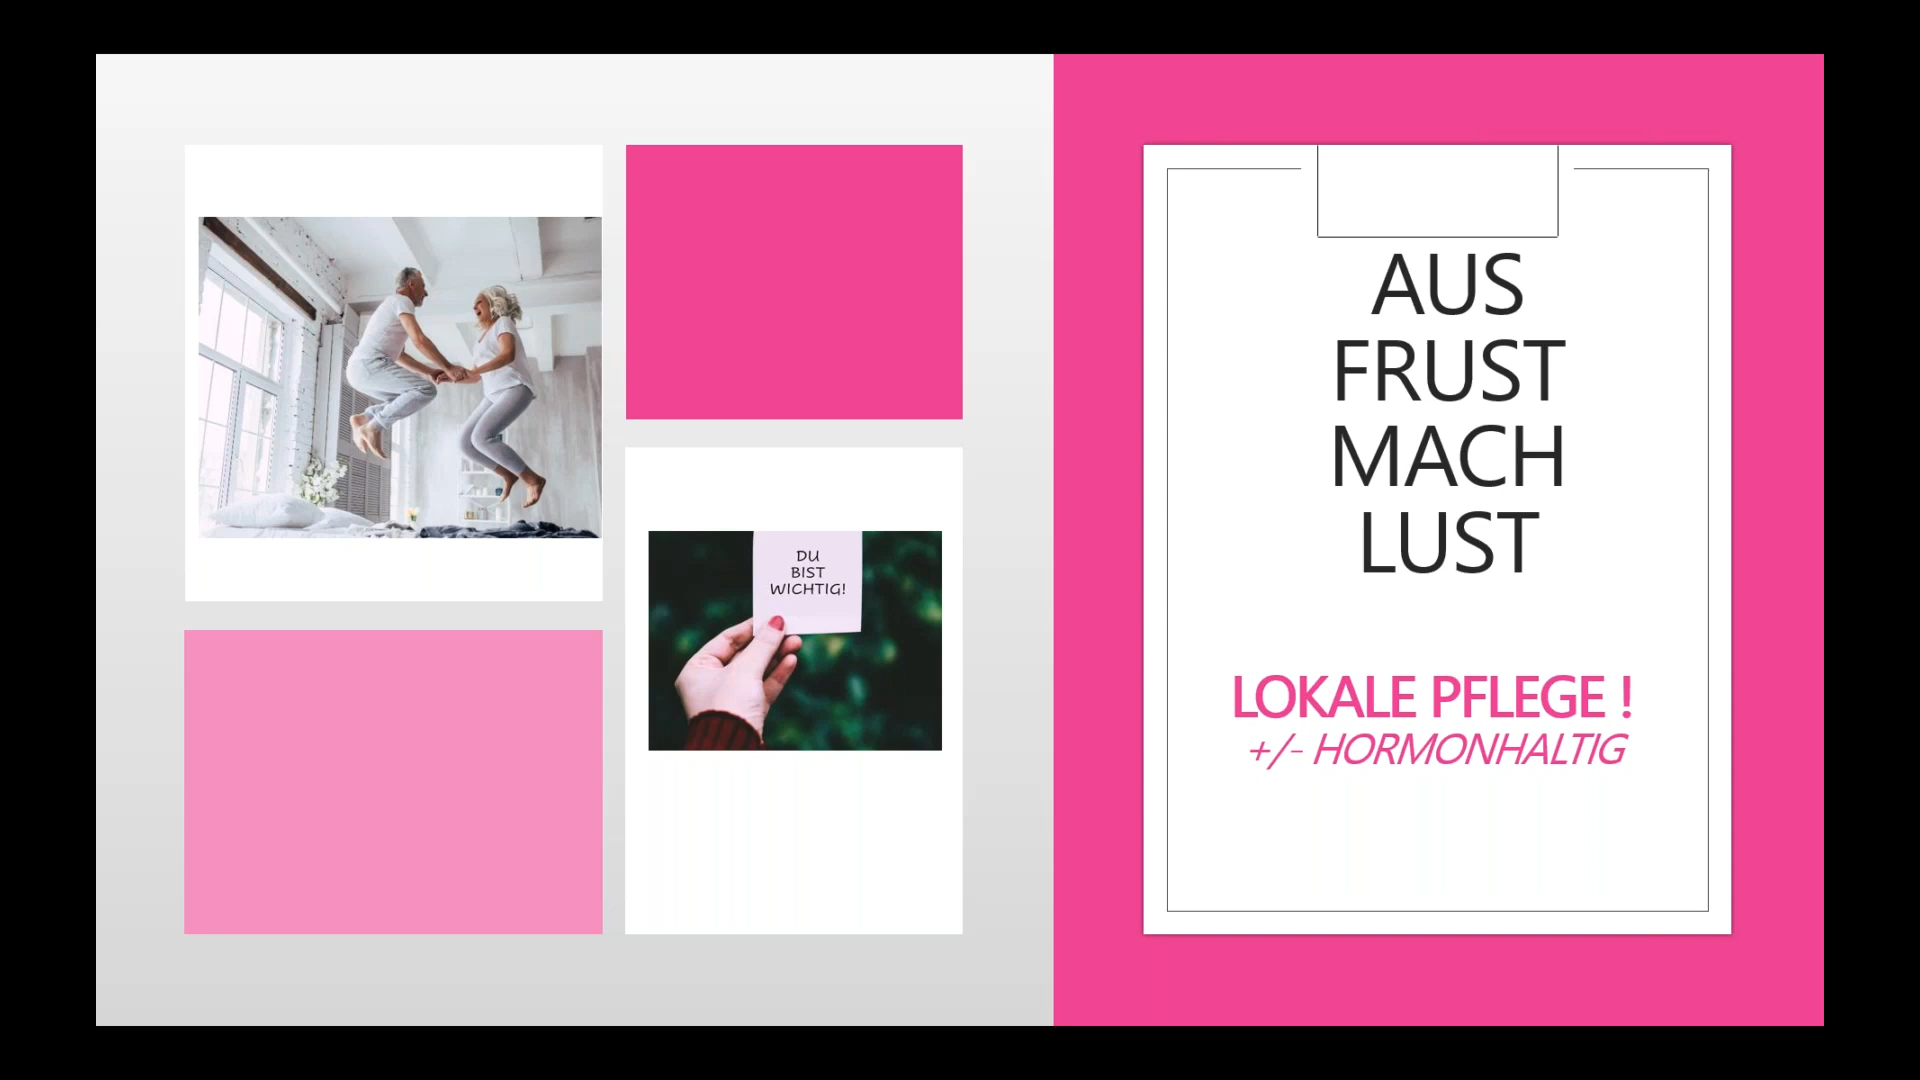 DU
BIST
WICHTIG!
AUS
FRUST
MACH
LUST
LOKALE PFLEGE !
+/- HORMONHALTIG